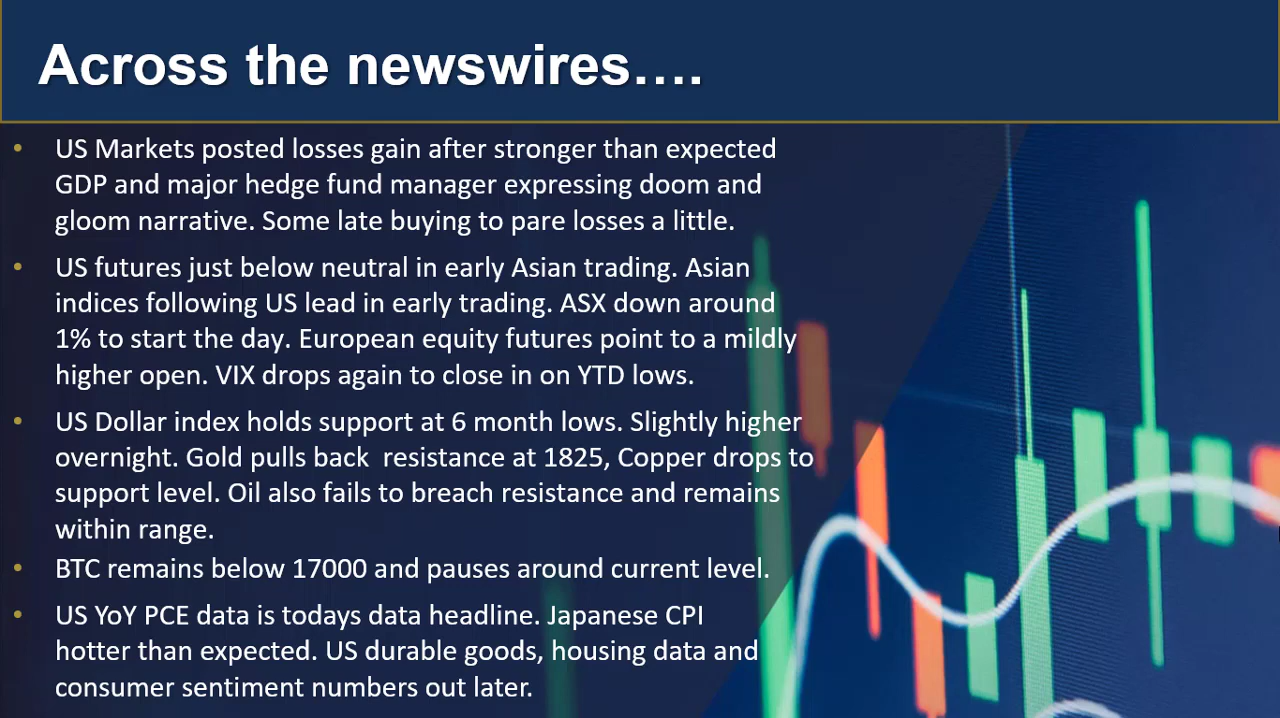 Across the newswires….
• US Markets posted losses gain after stronger than expected
GDP and major hedge fund manager expressing doom and
gloom narrative. Some late buying to pare losses a little.
• US futures just below neutral in early Asian trading. Asian
indices following US lead in early trading. ASX down around
1% to start the day. European equity futures point to a mildly
higher open. VIX drops again to close in on YTD lows.
• US Dollar index holds support at 6 month lows. Slightly higher
overnight. Gold pulls back  resistance at 1825, Copper drops to
support level. Oil also fails to breach resistance and remains
within range.
• BTC remains below 17000 and pauses around current level.
• US YoY PCE data is todays data headline. Japanese CPI
hotter than expected. US durable goods, housing data and
consumer sentiment numbers out later.